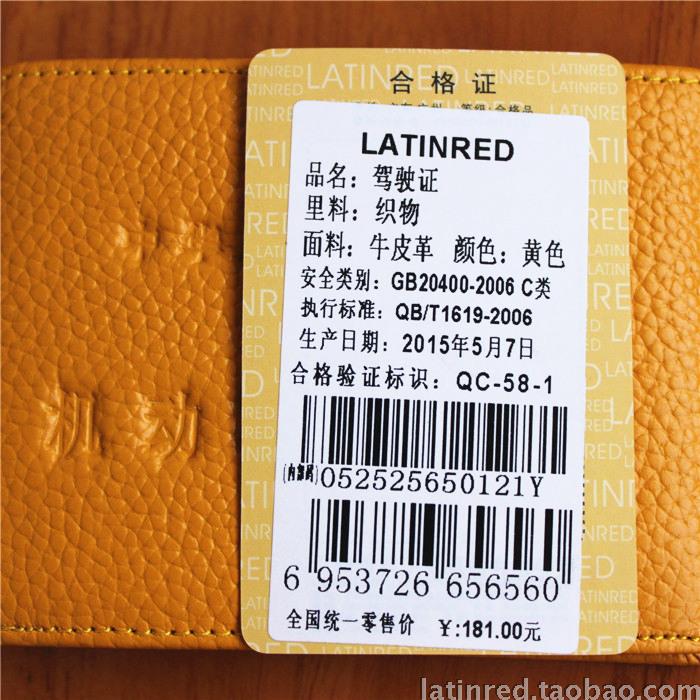 合格证
LATINRED
品名：驾驶证
里料：织物
面料：牛皮革 颜色：黄色
安全类别：GB20400-2006 C类
执行标准：QB/T1619-2006
生产日期：2015年5月7日
合格验证标识：QC-58-1
(内部码)052525650121Y
6 953726 656560
全国统一零售价 ￥:181.00元
机动
latinred.taobao.com